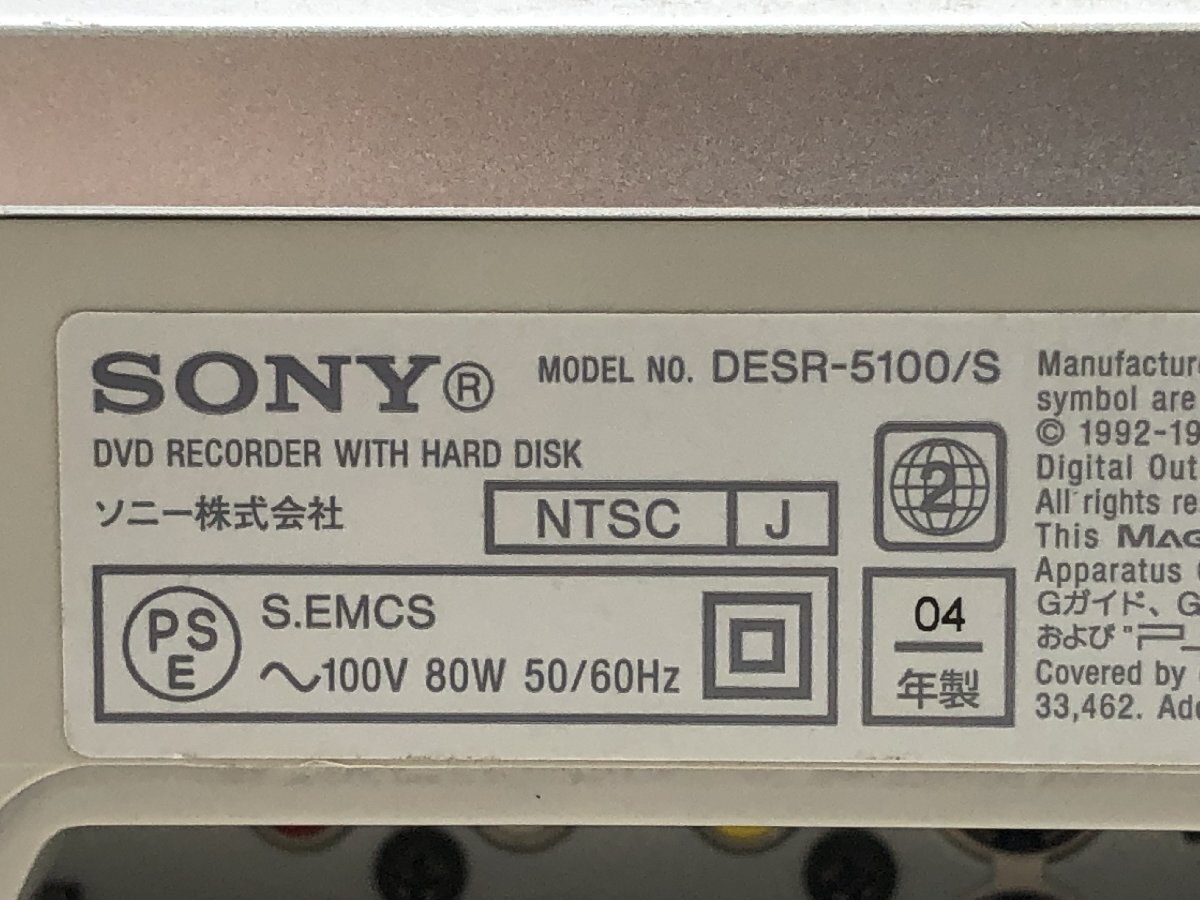 SONY®
MODEL NO. DESR-5100/S
DVD RECORDER WITH HARD DISK
ソニー株式会社
NTSC J
2
PS
E
S.EMCS
～100V 80W 50/60Hz
04
年製
symbol are
© 1992-19
Digital Out
All rights re
This
Apparatus
Gガイド、G
および"
Covered by
33,462.